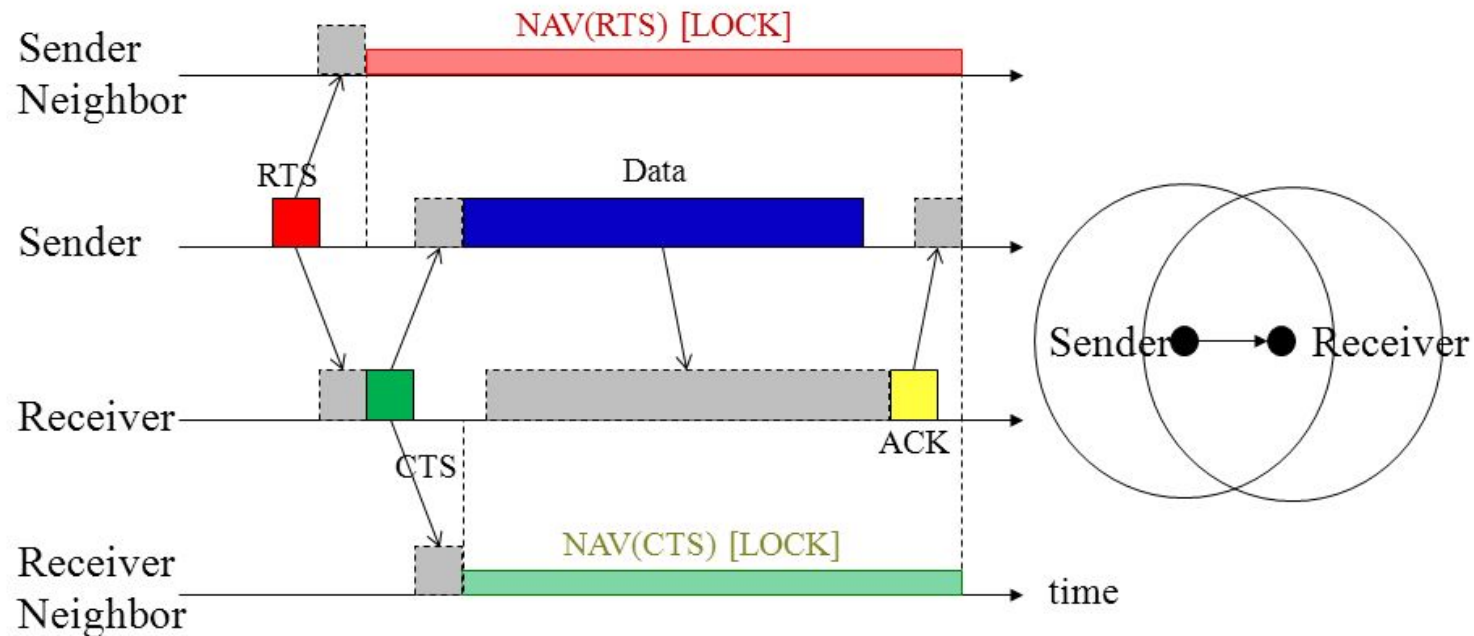 Sender
Neighbor
NAV(RTS) [LOCK]
RTS
Data
Sender
Sender
Receiver
Receiver
CTS
ACK
NAV(CTS) [LOCK]
Receiver
Neighbor
time